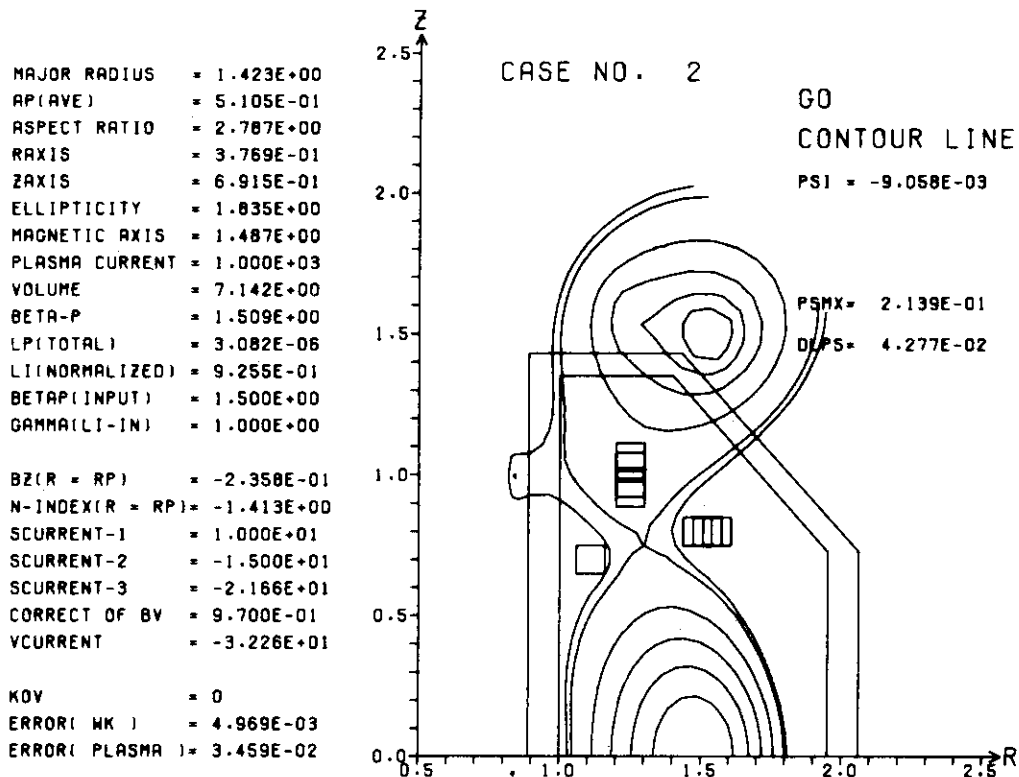 MAJOR RADIUS = 1.423E+00
AP(AVE) = 5.105E-01
ASPECT RATIO = 2.787E+00
RAXIS = 3.769E-01
ZAXIS = 6.915E-01
ELLIPTICITY = 1.835E+00
MAGNETIC AXIS = 1.487E+00
PLASMA CURRENT = 1.000E+03
VOLUME = 7.142E+00
BETA-P = 1.509E+00
LP(TOTAL) = 3.082E-06
LI(NORMALIZED) = 9.255E-01
BETAP(INPUT) = 1.500E+00
GAMMA(LI-IN) = 1.000E+00
BZ(R = RP) = -2.358E-01
N-INDEX(R = RP)= -1.413E+00
SCURRENT-1 = 1.000E+01
SCURRENT-2 = -1.500E+01
SCURRENT-3 = -2.166E+01
CORRECT OF BV = 9.700E-01
VCURRENT = -3.226E+01
KOV = 0
ERROR( WK ) = 4.969E-03
ERROR( PLASMA )= 3.459E-02
Z
CASE NO. 2
GO
CONTOUR LINE
PSI = -9.058E-03
PSMX= 2.139E-01
DLPS= 4.277E-02
2.5
2.0
1.5
1.0
0.5
0.0
0.5 1.0 1.5 2.0 2.5
R